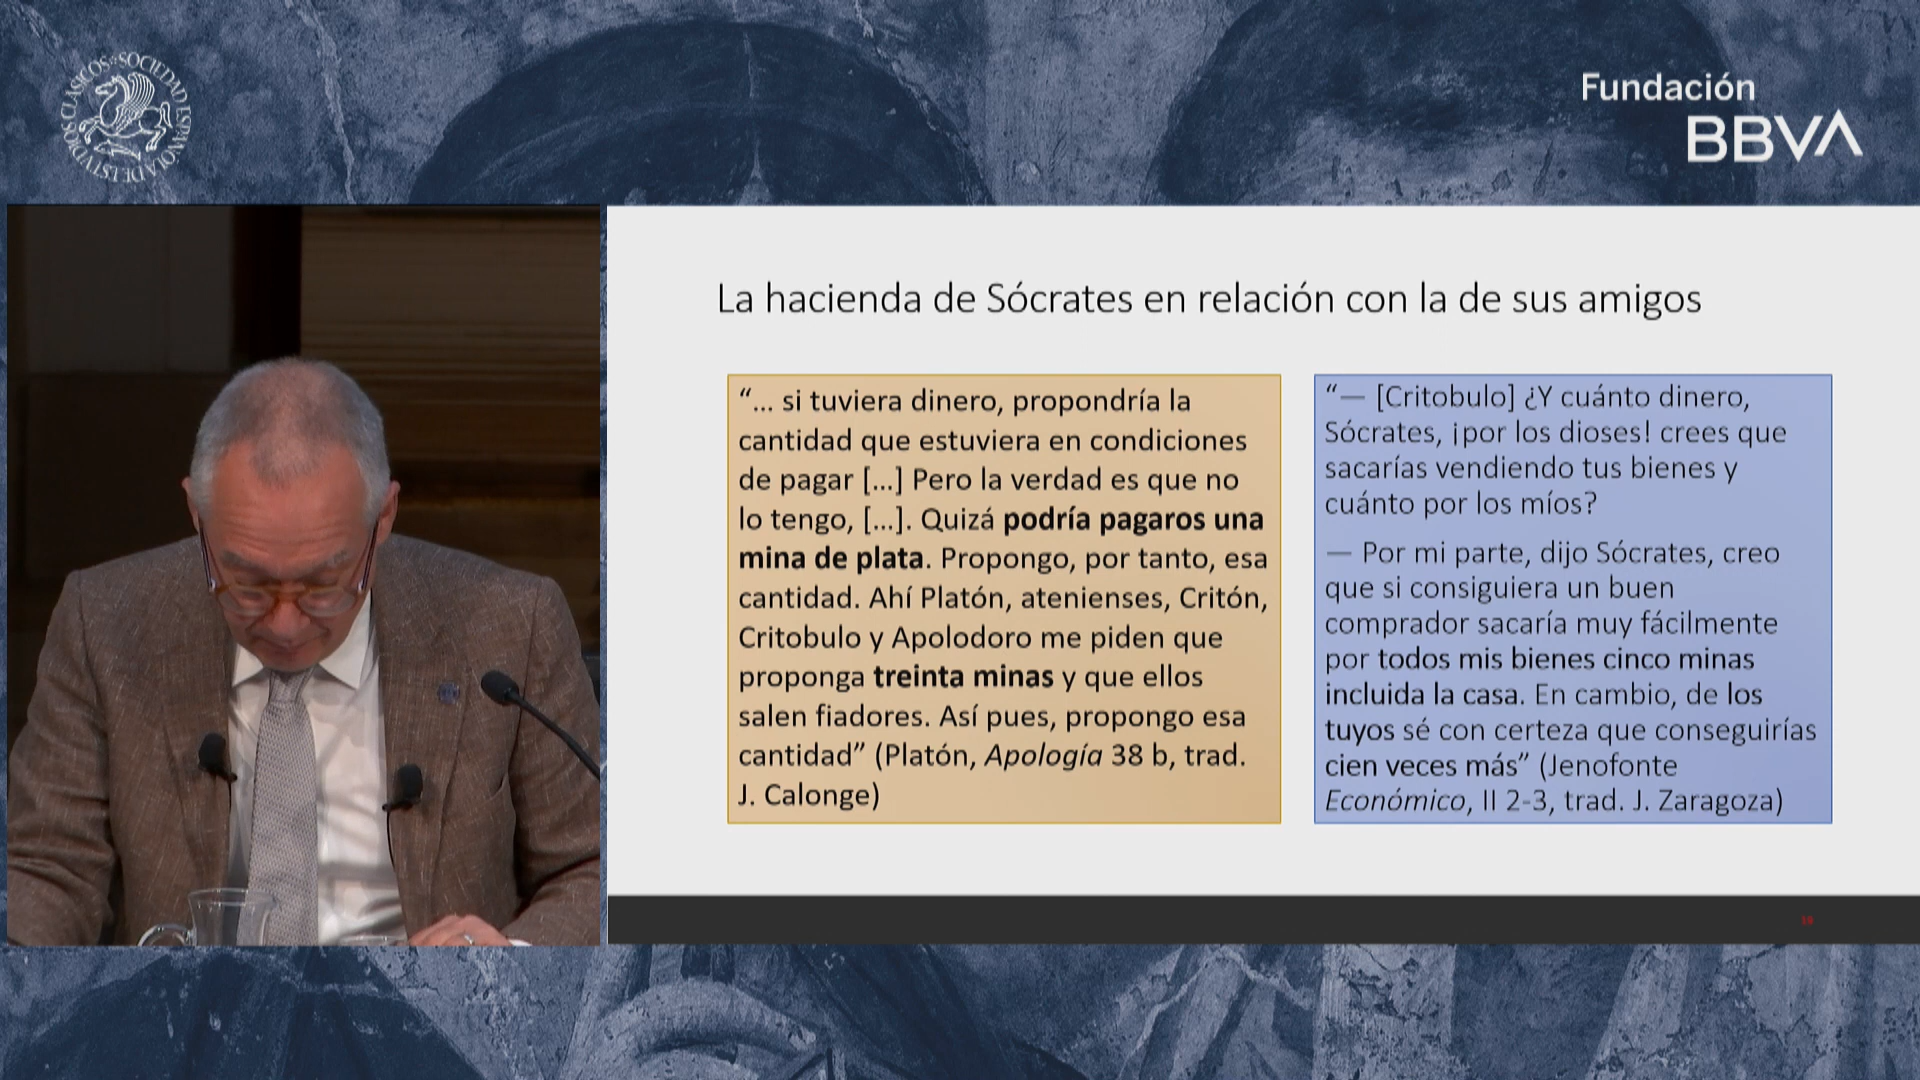 SOCIEDAD ESPAÑOLA DE ESTVDIOS CLÁSICOS
Fundación
BBVA
La hacienda de Sócrates en relación con la de sus amigos
“... si tuviera dinero, propondría la
cantidad que estuviera en condiciones
de pagar [...] Pero la verdad es que no
lo tengo, [...]. Quizá podría pagaros una
mina de plata. Propongo, por tanto, esa
cantidad. Ahí Platón, atenienses, Critón,
Critobulo y Apolodoro me piden que
proponga treinta minas y que ellos
salen fiadores. Así pues, propongo esa
cantidad” (Platón, Apología 38 b, trad.
J. Calonge)
“— [Critobulo] ¿Y cuánto dinero,
Sócrates, ¡por los dioses! crees que
sacarías vendiendo tus bienes y
cuánto por los míos?
— Por mi parte, dijo Sócrates, creo
que si consiguiera un buen
comprador sacaría muy fácilmente
por todos mis bienes cinco minas
incluida la casa. En cambio, de los
tuyos sé con certeza que conseguirías
cien veces más” (Jenofonte
Económico, II 2-3, trad. J. Zaragoza)